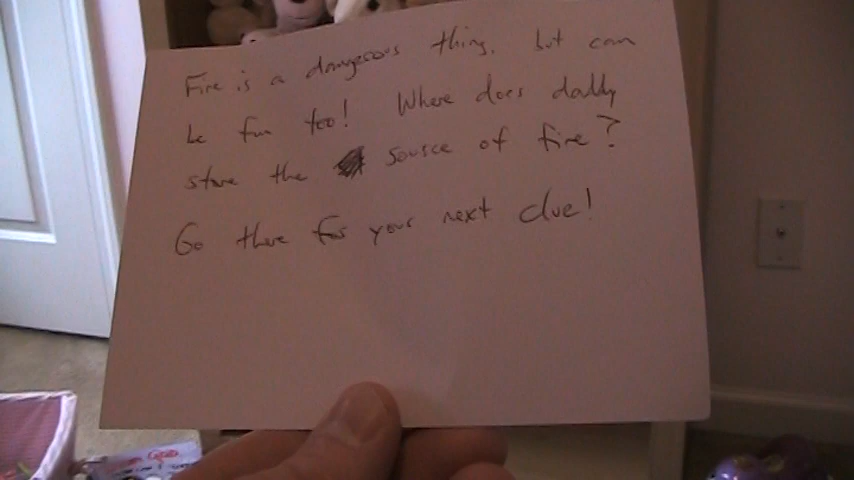 Fire is a dangerous thing, but can
be fun too! Where does daddy
store the source of fire?
Go there for your next clue!